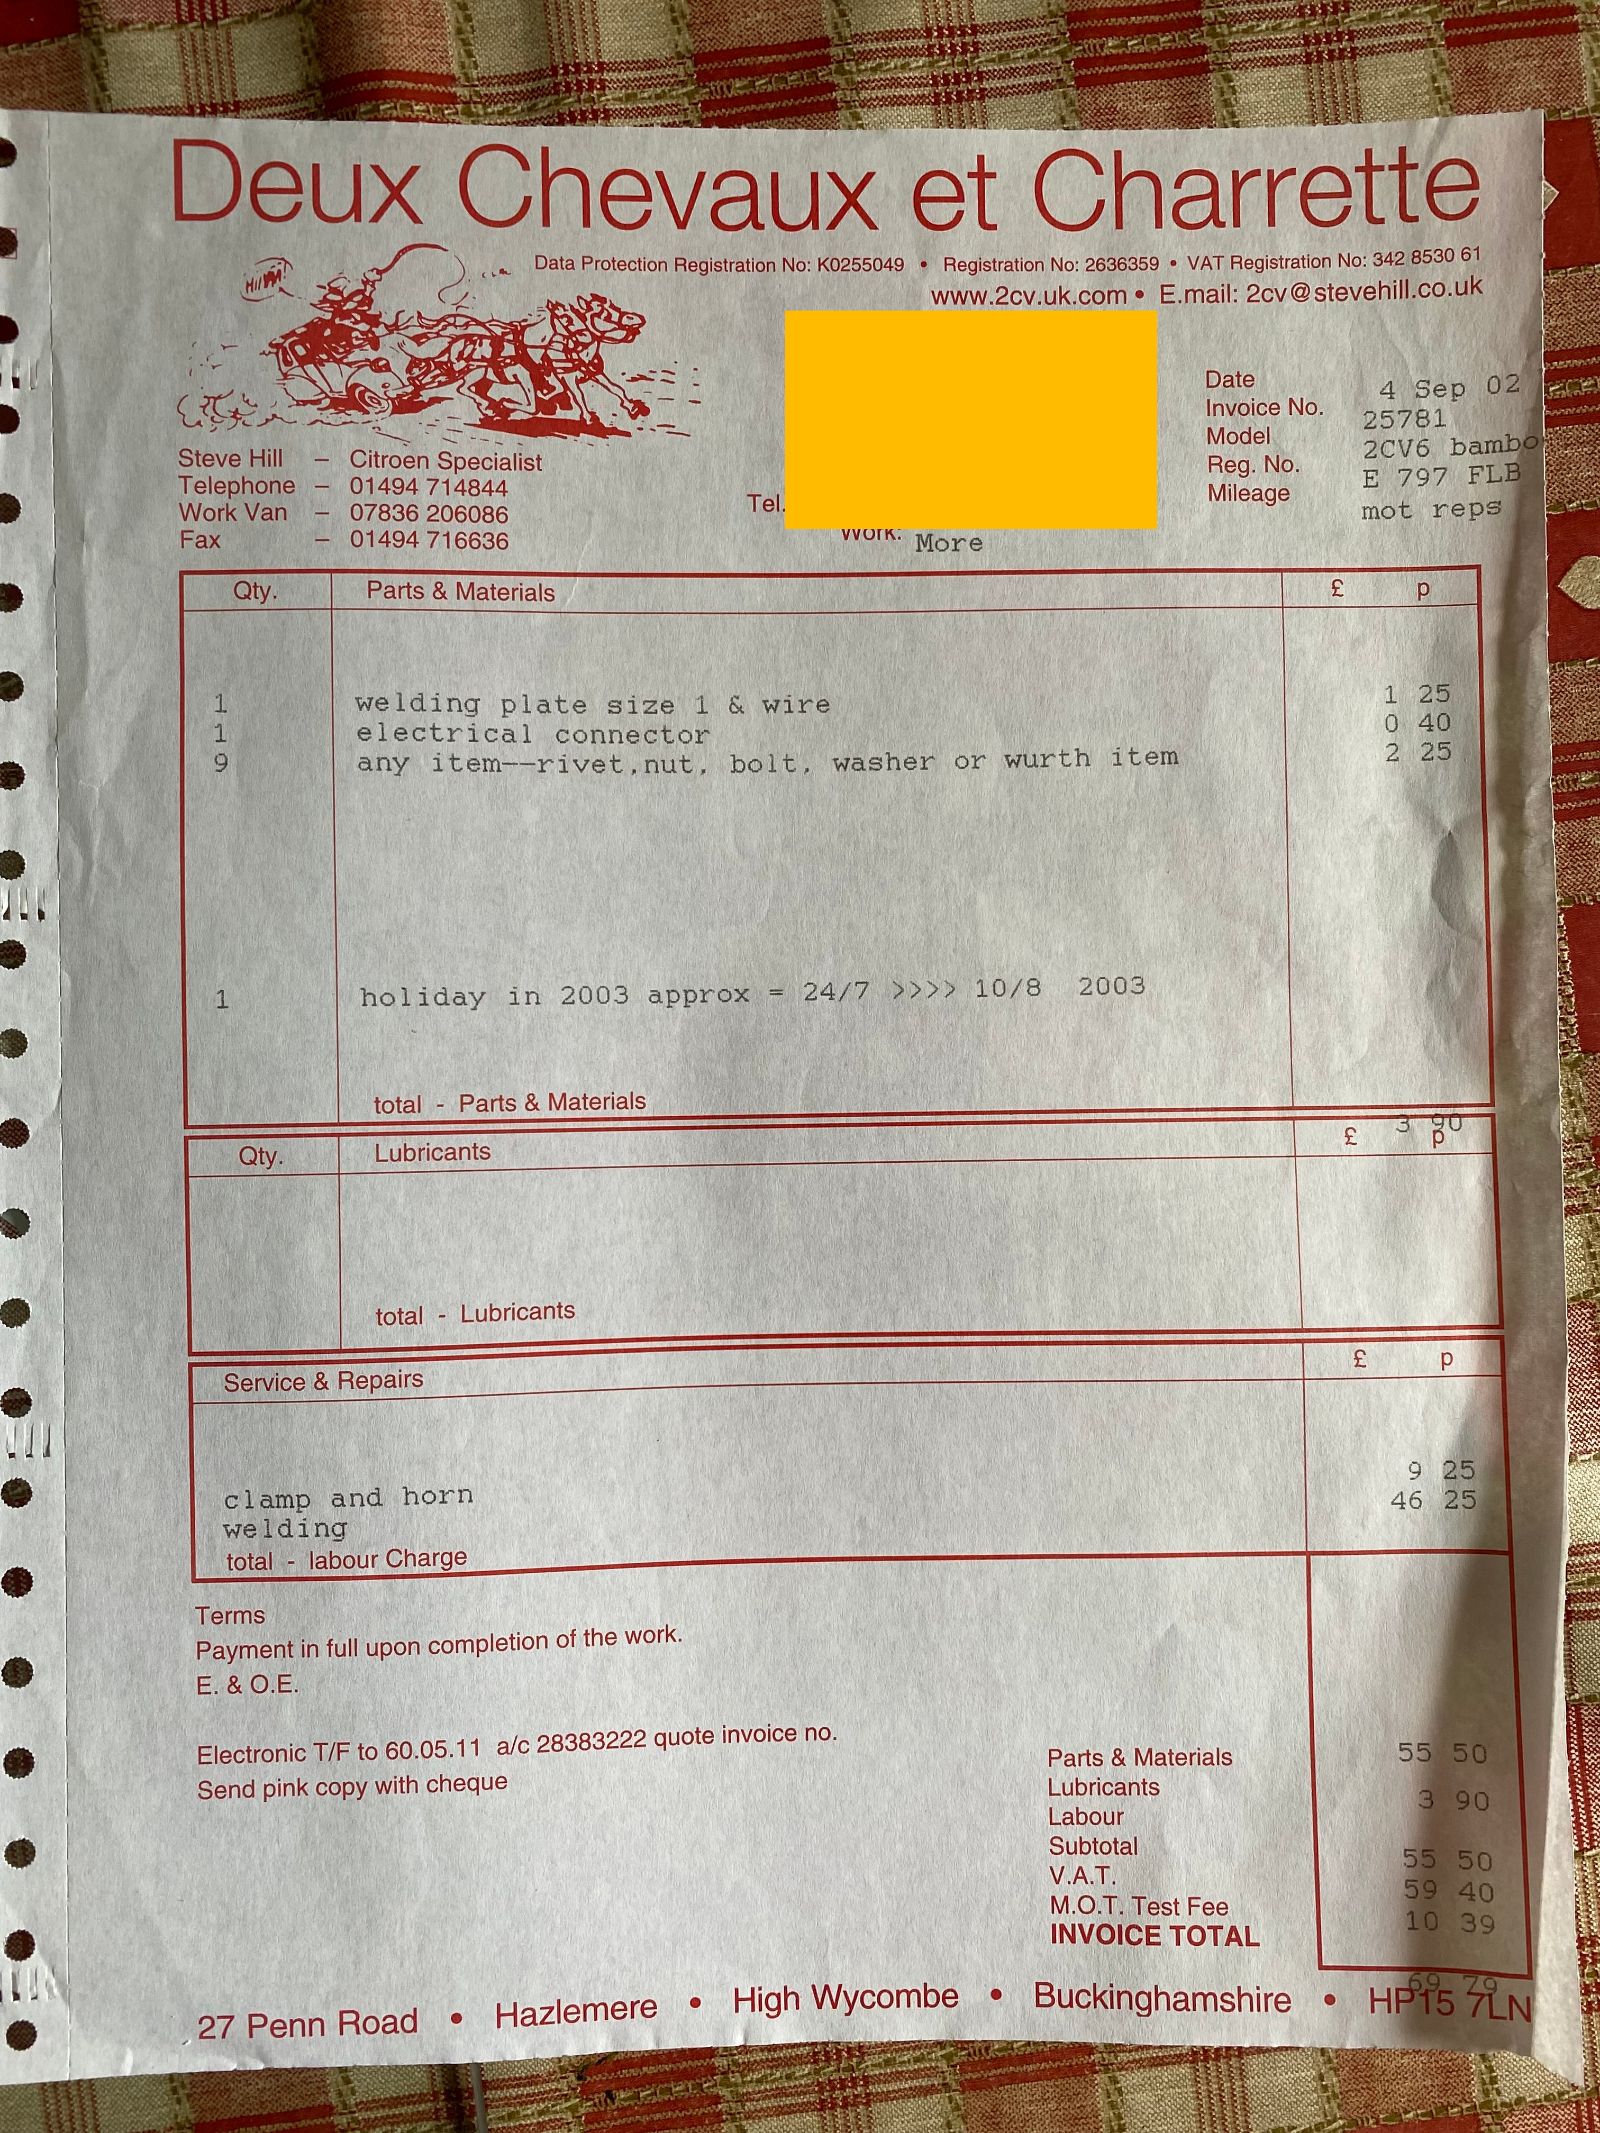 Deux Chevaux et Charrette
Data Protection Registration No: K0255049 • Registration No: 2636359 • VAT Registration No: 342 8530 61
www.2cv.uk.com • E.mail: 2cv@stevehill.co.uk
Steve Hill – Citroen Specialist
Telephone – 01494 714844
Work Van – 07836 206086
Fax – 01494 716636
Tel.
Work: More
Date 4 Sep 02
Invoice No. 25781
Model 2CV6 bambo
Reg. No. E 797 FLB
Mileage mot reps
Qty. Parts & Materials £ p
1 welding plate size 1 & wire 1 25
1 electrical connector 0 40
9 any item--rivet,nut, bolt, washer or wurth item 2 25
1 holiday in 2003 approx = 24/7 >>>> 10/8 2003
total - Parts & Materials
3 90
Qty. Lubricants £ p
total - Lubricants
Service & Repairs £ p
clamp and horn 9 25
welding 46 25
total - labour Charge
Terms
Payment in full upon completion of the work.
E. & O.E.
Electronic T/F to 60.05.11 a/c 28383222 quote invoice no.
Send pink copy with cheque
55 50
Parts & Materials
Lubricants 3 90
Labour
Subtotal 55 50
V.A.T. 59 40
M.O.T. Test Fee 10 39
INVOICE TOTAL
69 79
27 Penn Road • Hazlemere • High Wycombe • Buckinghamshire • HP15 7LN